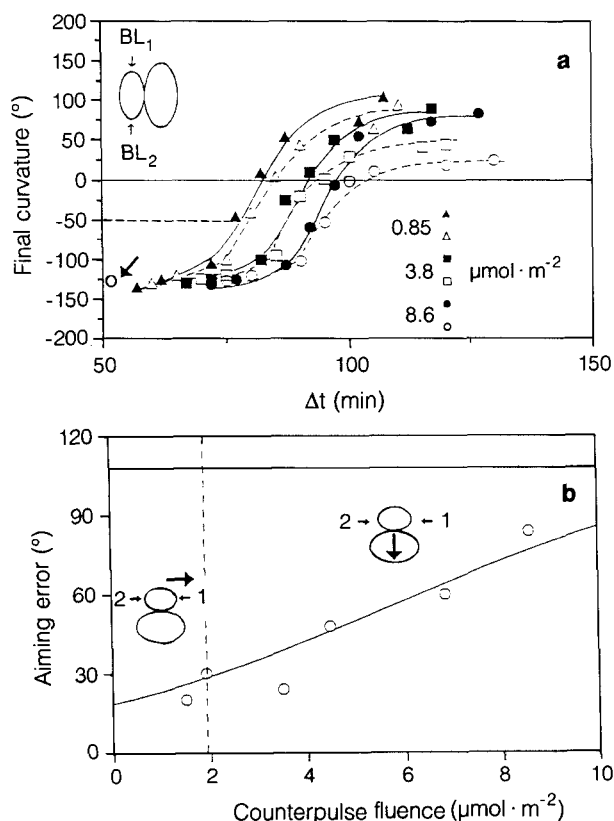 200
150
100
50
0
-50
-100
-150
-200
Final curvature (°)
BL1
BL2
a
0.85
3.8 μmol · m-2
8.6
50 100 150
Δt (min)
120
90
60
30
0
Aiming error (°)
b
2 1
2 1
0 2 4 6 8 10
Counterpulse fluence (μmol · m-2)